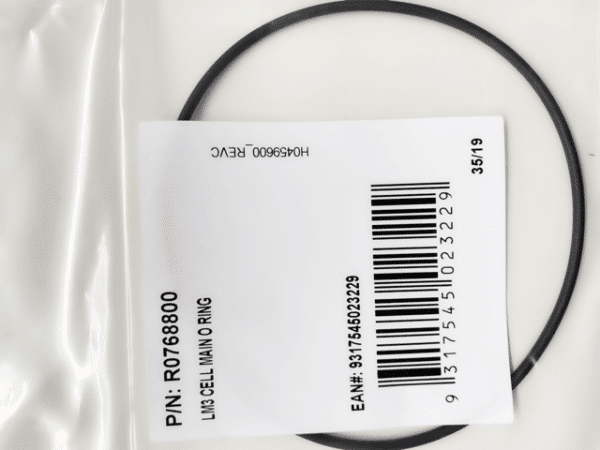 P/N: R0768800
LM3 CELL MAIN O RING
H0459600_REVC
EAN#: 9317545023229
9 317545 023229
35/19